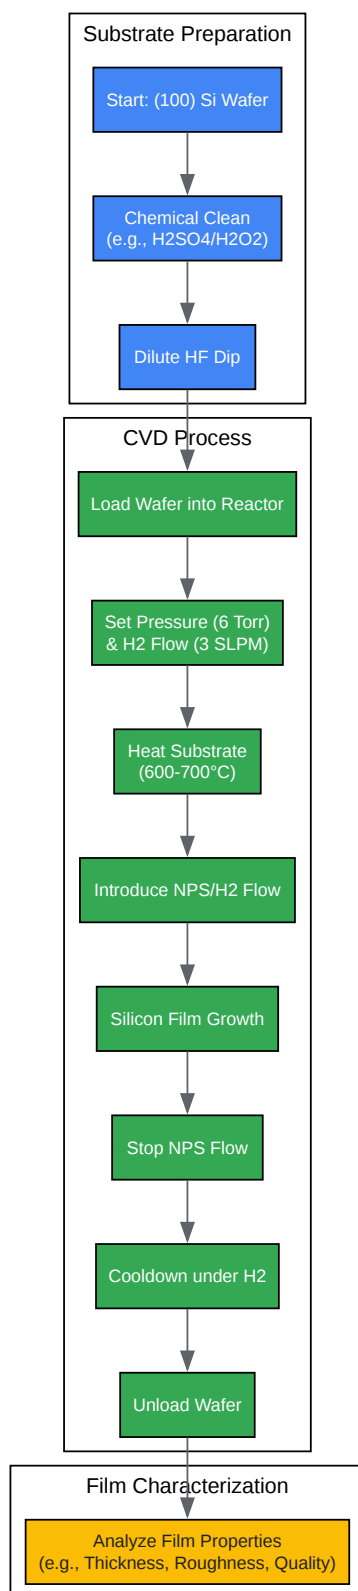 Substrate Preparation
Start: (100) Si Wafer
Chemical Clean
(e.g., H2SO4/H2O2)
Dilute HF Dip
CVD Process
Load Wafer into Reactor
Set Pressure (6 Torr)
& H2 Flow (3 SLPM)
Heat Substrate
(600-700°C)
Introduce NPS/H2 Flow
Silicon Film Growth
Stop NPS Flow
Cooldown under H2
Unload Wafer
Film Characterization
Analyze Film Properties
(e.g., Thickness, Roughness, Quality)